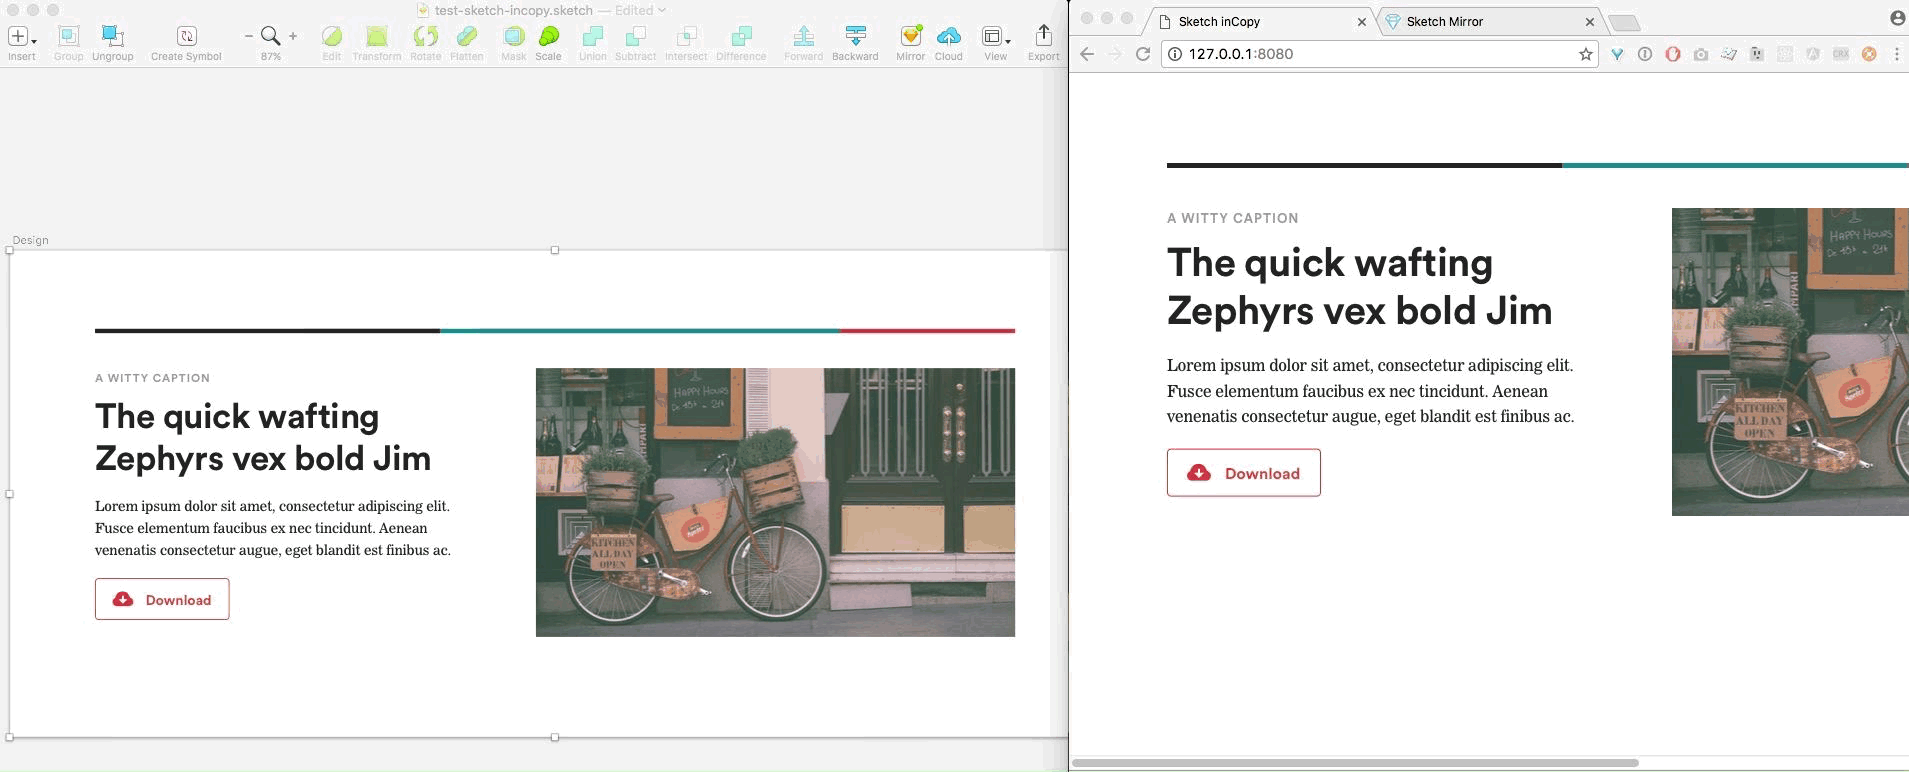 test-sketch-incopy.sketch — Edited
Insert Group Ungroup Create Symbol 87% Edit Transform Rotate Flatten Mask Scale Union Subtract Intersect Difference Forward Backward Mirror Cloud View Export
Design
A WITTY CAPTION
The quick wafting
Zephyrs vex bold Jim
Lorem ipsum dolor sit amet, consectetur adipiscing elit.
Fusce elementum faucibus ex nec tincidunt. Aenean
venenatis consectetur augue, eget blandit est finibus ac.
Download
HAPPY HOURS
KITCHEN
ALL DAY
OPEN
Sketch inCopy
Sketch Mirror
127.0.0.1:8080
CRX
A WITTY CAPTION
The quick wafting
Zephyrs vex bold Jim
Lorem ipsum dolor sit amet, consectetur adipiscing elit.
Fusce elementum faucibus ex nec tincidunt. Aenean
venenatis consectetur augue, eget blandit est finibus ac.
Download
HAPPY HOURS
KITCHEN
ALL DAY
OPEN